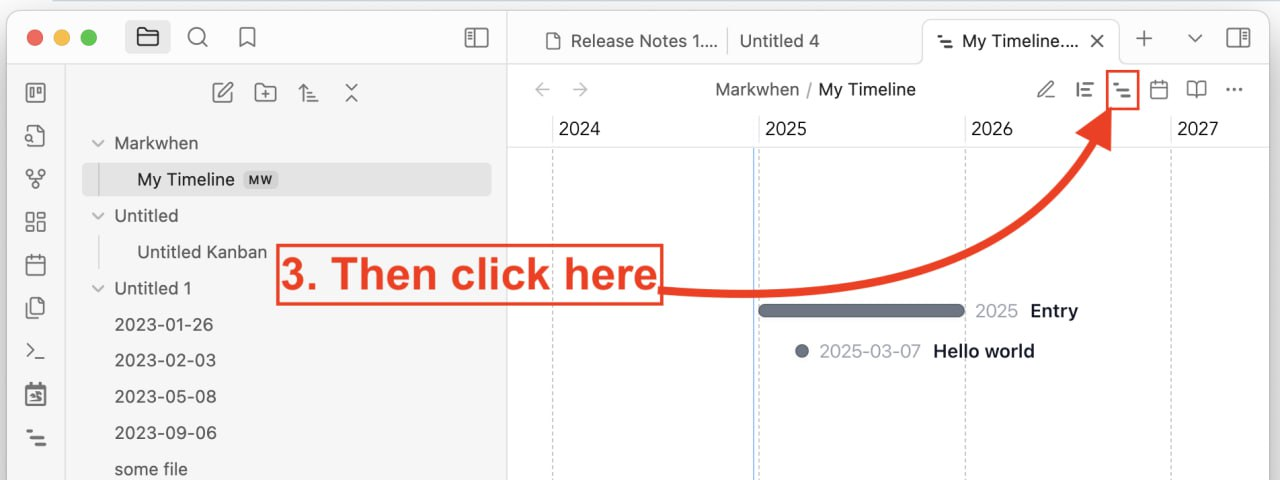 Release Notes 1....
Untitled 4
My Timeline....
Markwhen / My Timeline
2024
2025
2026
2027
Markwhen
My Timeline MW
Untitled
Untitled Kanban
Untitled 1
2023-01-26
2023-02-03
2023-05-08
2023-09-06
some file
3. Then click here
2025 Entry
2025-03-07 Hello world